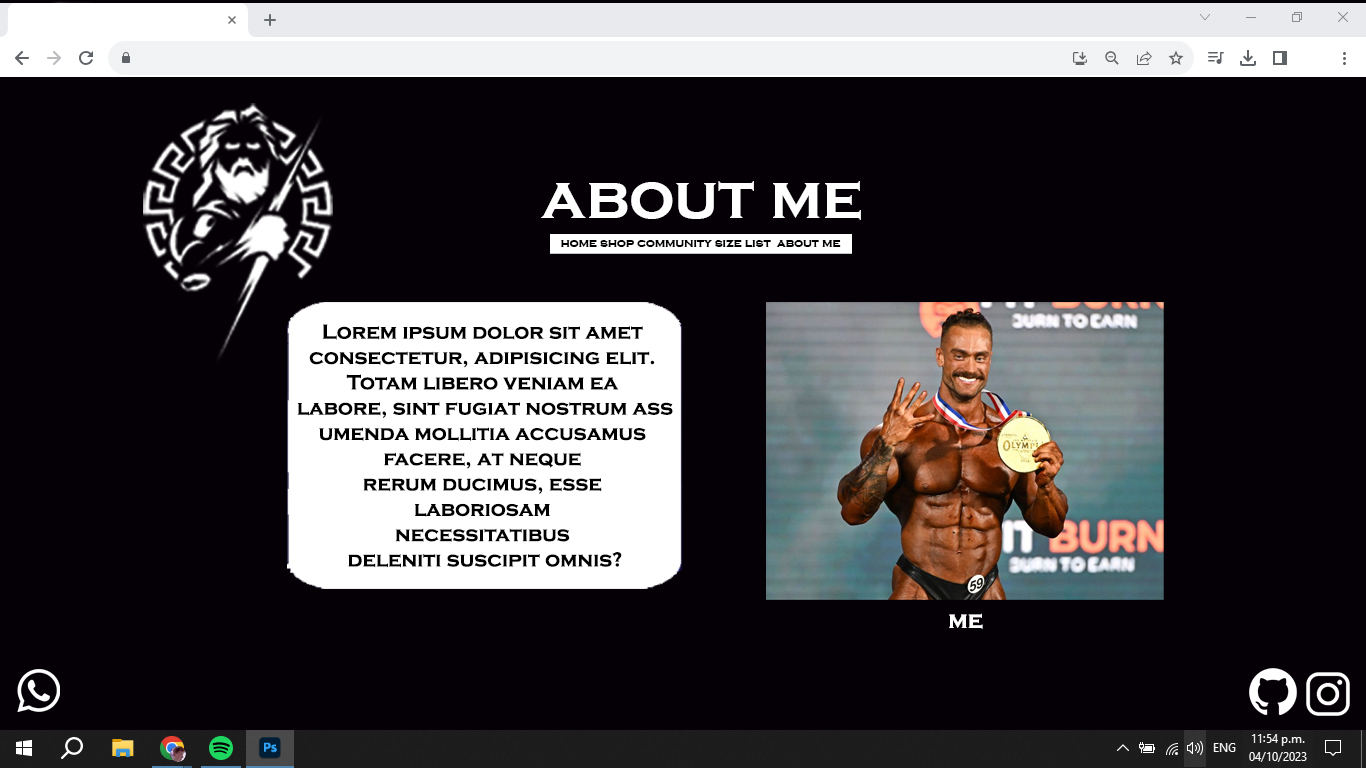 ABOUT ME
HOME SHOP COMMUNITY SIZE LIST ABOUT ME
Lorem ipsum dolor sit amet
consectetur, adipisicing elit.
Totam libero veniam ea
labore, sint fugiat nostrum ass
umenda mollitia accusamus
facere, at neque
rerum ducimus, esse
laboriosam
necessitatibus
deleniti suscipit omnis?
BURN
BURN TO EARN
OLYMPIA
BURN
BURN TO EARN
59
ME
Ps
ENG
11:54 p.m.
04/10/2023